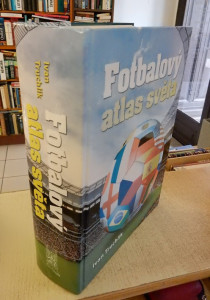 Fotbalový
atlas světa
Ivan Truchlik
Ivan
Truchlik
Fotbalový
atlas světa